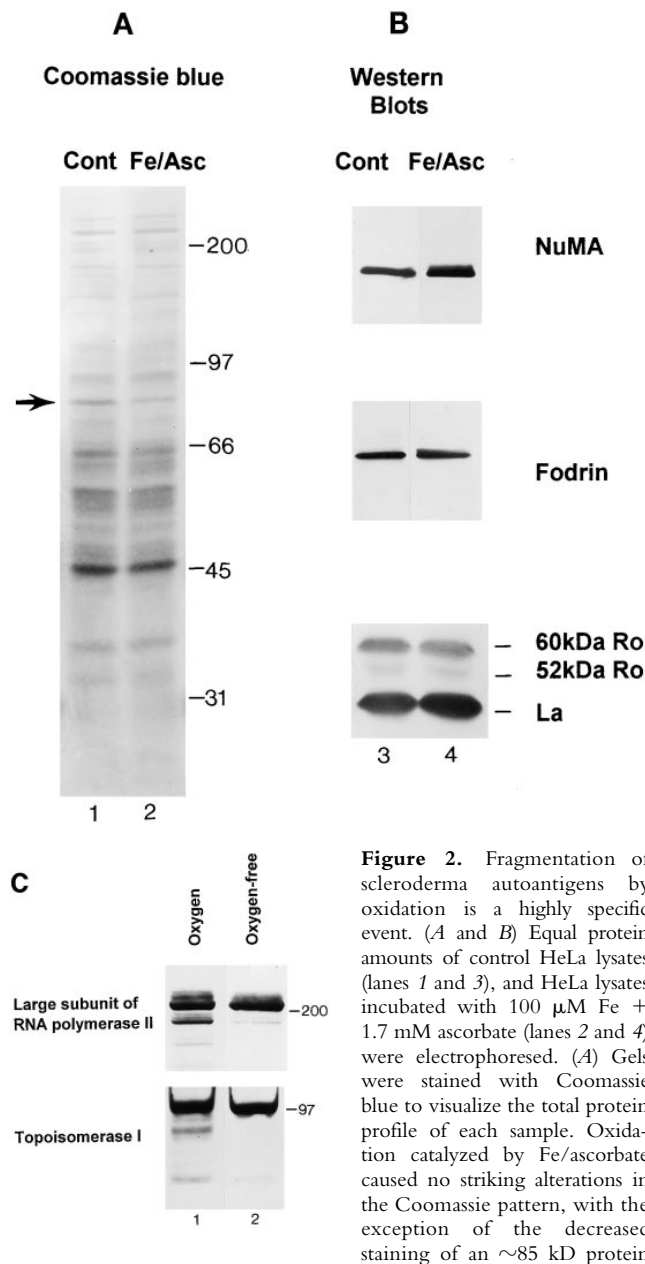 A
B
Coomassie blue
Western
Blots
Cont Fe/Asc
Cont Fe/Asc
–200
–97
–66
–45
–31
1 2
NuMA
Fodrin
– 60kDa Ro
– 52kDa Ro
– La
3 4
C
Oxygen
Oxygen-free
Large subunit of
RNA polymerase II
–200
Topoisomerase I
–97
1 2
Figure 2. Fragmentation of
scleroderma autoantigens by
oxidation is a highly specific
event. (A and B) Equal protein
amounts of control HeLa lysates
(lanes 1 and 3), and HeLa lysates
incubated with 100 μM Fe +
1.7 mM ascorbate (lanes 2 and 4)
were electrophoresed. (A) Gels
were stained with Coomassie
blue to visualize the total protein
profile of each sample. Oxida-
tion catalyzed by Fe/ascorbate
caused no striking alterations in
the Coomassie pattern, with the
exception of the decreased
staining of an ~85 kD protein